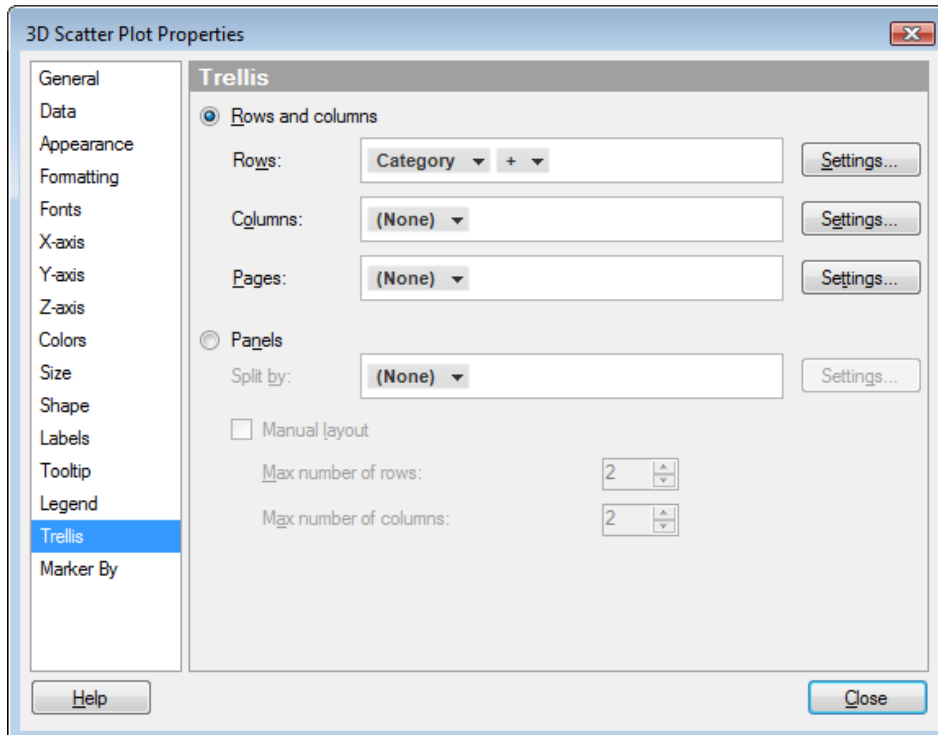 3D Scatter Plot Properties
General
Data
Appearance
Formatting
Fonts
X-axis
Y-axis
Z-axis
Colors
Size
Shape
Labels
Tooltip
Legend
Trellis
Marker By
Trellis
Rows and columns
Rows: Category + Settings...
Columns: (None) Settings...
Pages: (None) Settings...
Panels
Split by: (None) Settings...
Manual layout
Max number of rows: 2
Max number of columns: 2
Help Close